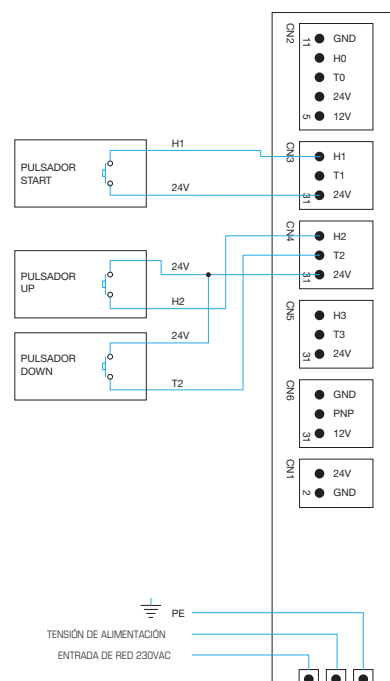 CN2
11
GND
H0
T0
24V
5
12V
PULSADOR
START
H1
24V
CN3
H1
T1
31
24V
PULSADOR
UP
24V
H2
CN4
H2
T2
31
24V
PULSADOR
DOWN
24V
T2
CN5
H3
T3
31
24V
CN6
GND
PNP
31
12V
CN1
24V
2
GND
PE
TENSIÓN DE ALIMENTACIÓN
ENTRADA DE RED 230VAC